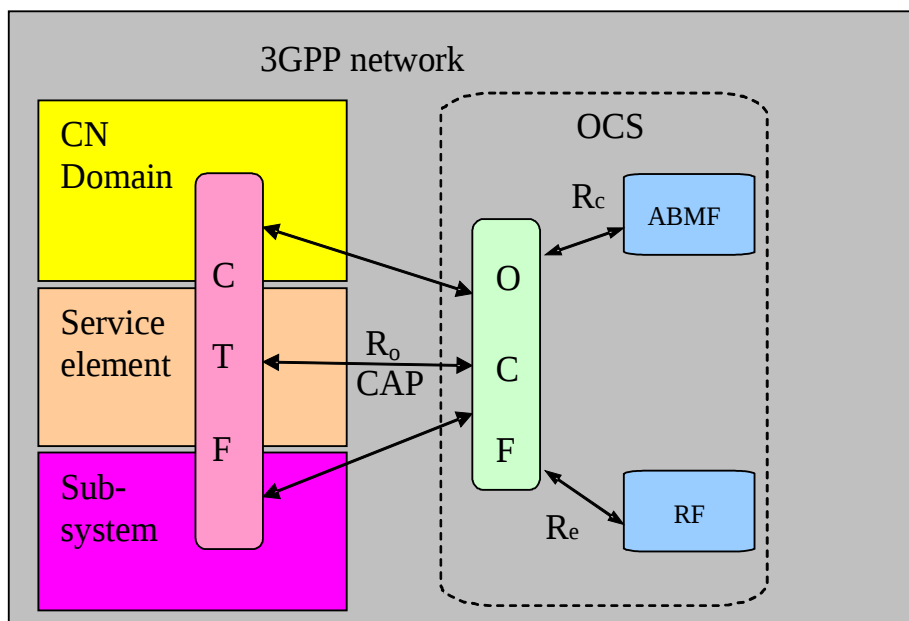 3GPP network
CN
Domain
Service
element
Sub-
system
C
T
F
Ro
CAP
OCS
O
C
F
Rc
ABMF
Re
RF